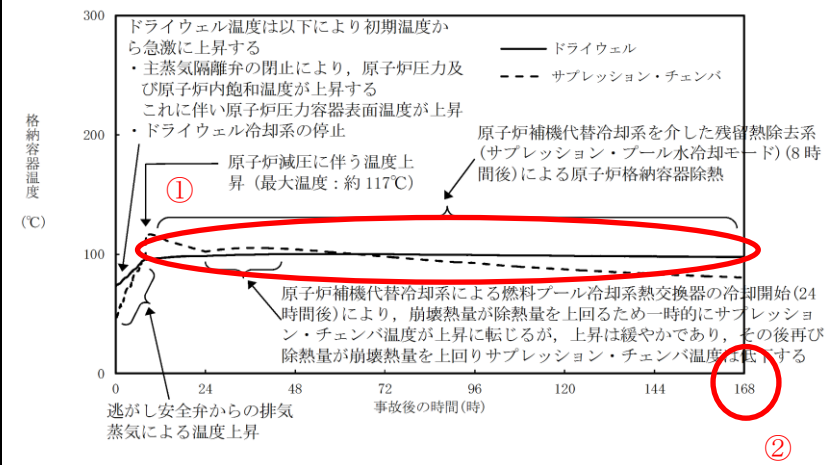 300
ドライウェル温度は以下により初期温度か
ら急激に上昇する
・主蒸気隔離弁の閉止により，原子炉圧力及
び原子炉内飽和温度が上昇する
これに伴い原子炉圧力容器表面温度が上昇
・ドライウェル冷却系の停止
ドライウェル
サプレッション・チェンバ
格納容器温度
(℃)
200
原子炉補機代替冷却系を介した残留熱除去系
(サプレッション・プール水冷却モード)(8 時
間後)による原子炉格納容器除熱
①
原子炉減圧に伴う温度上
昇（最大温度：約 117℃）
100
原子炉補機代替冷却系による燃料プール冷却系熱交換器の冷却開始(24
時間後)により，崩壊熱量が除熱量を上回るため一時的にサプレッショ
ン・チェンバ温度が上昇に転じるが，上昇は緩やかであり，その後再び
除熱量が崩壊熱量を上回りサプレッション・チェンバ温度は低下する
0
0 24 48 72 96 120 144 168
事故後の時間(時)
逃がし安全弁からの排気
蒸気による温度上昇
②